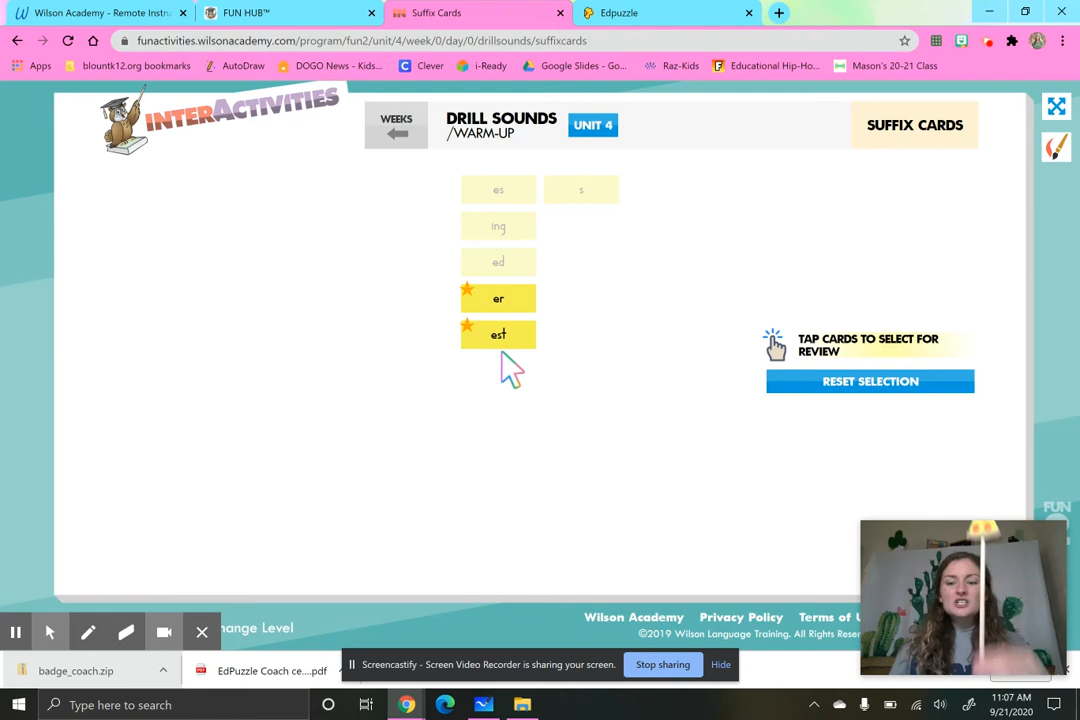 Wilson Academy - Remote Instru
FUN HUB™
Suffix Cards
Edpuzzle
funactivities.wilsonacademy.com/program/fun2/unit/4/week/0/day/0/drillsounds/suffixcards
Apps
blountk12.org bookmarks
AutoDraw
DOGO News - Kids...
Clever
i-Ready
Google Slides - Go...
Raz-Kids
Educational Hip-Ho...
Mason's 20-21 Class
INTERACTIVITIES
WEEKS
DRILL SOUNDS
/WARM-UP
UNIT 4
SUFFIX CARDS
es s
ing
ed
er
est
TAP CARDS TO SELECT FOR
REVIEW
RESET SELECTION
FUN
Wilson Academy Privacy Policy Terms of
©2019 Wilson Language Training. All Rights Rese
ange Level
badge_coach.zip
EdPuzzle Coach ce....pdf
Screencastify - Screen Video Recorder is sharing your screen.
Stop sharing
Hide
Type here to search
11:07 AM
9/21/2020